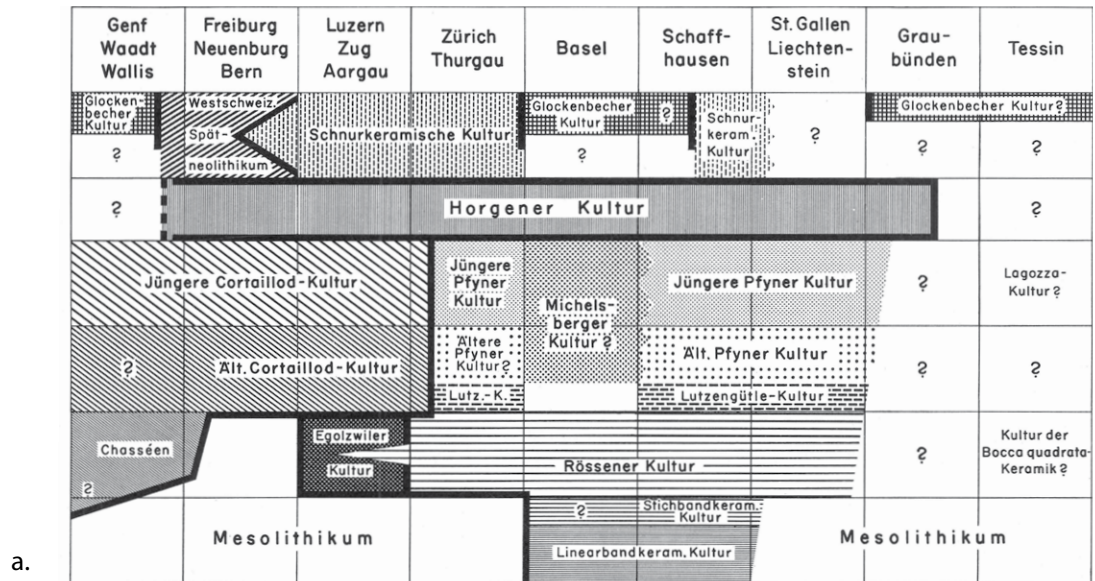 Genf
Waadt
Wallis
Freiburg
Neuenburg
Bern
Luzern
Zug
Aargau
Zürich
Thurgau
Basel
Schaff-
hausen
St. Gallen
Liechten-
stein
Grau-
bünden
Tessin
Glocken-
becher
Kultur
?
Westschweiz.
Spät-
neolithikum
Schnurkeramische Kultur
Glockenbecher
Kultur
?
?
Schnur-
keram.
Kultur
?
Glockenbecher Kultur?
?
?
?
Horgener Kultur
?
Jüngere Cortaillod-Kultur
Jüngere
Pfyner
Kultur
Michels-
berger
Kultur?
Jüngere Pfyner Kultur
?
Lagozza-
Kultur?
?
Ält. Cortaillod-Kultur
Ältere
Pfyner
Kultur?
Ält. Pfyner Kultur
?
?
Lutz.-K.
Lutzengütle-Kultur
Chasséen
?
Egolzwiler
Kultur
Rössener Kultur
?
Kultur der
Bocca quadrata-
Keramik?
Mesolithikum
?
Stichbandkeram.
Kultur
Linearbandkeram. Kultur
Mesolithikum
a.